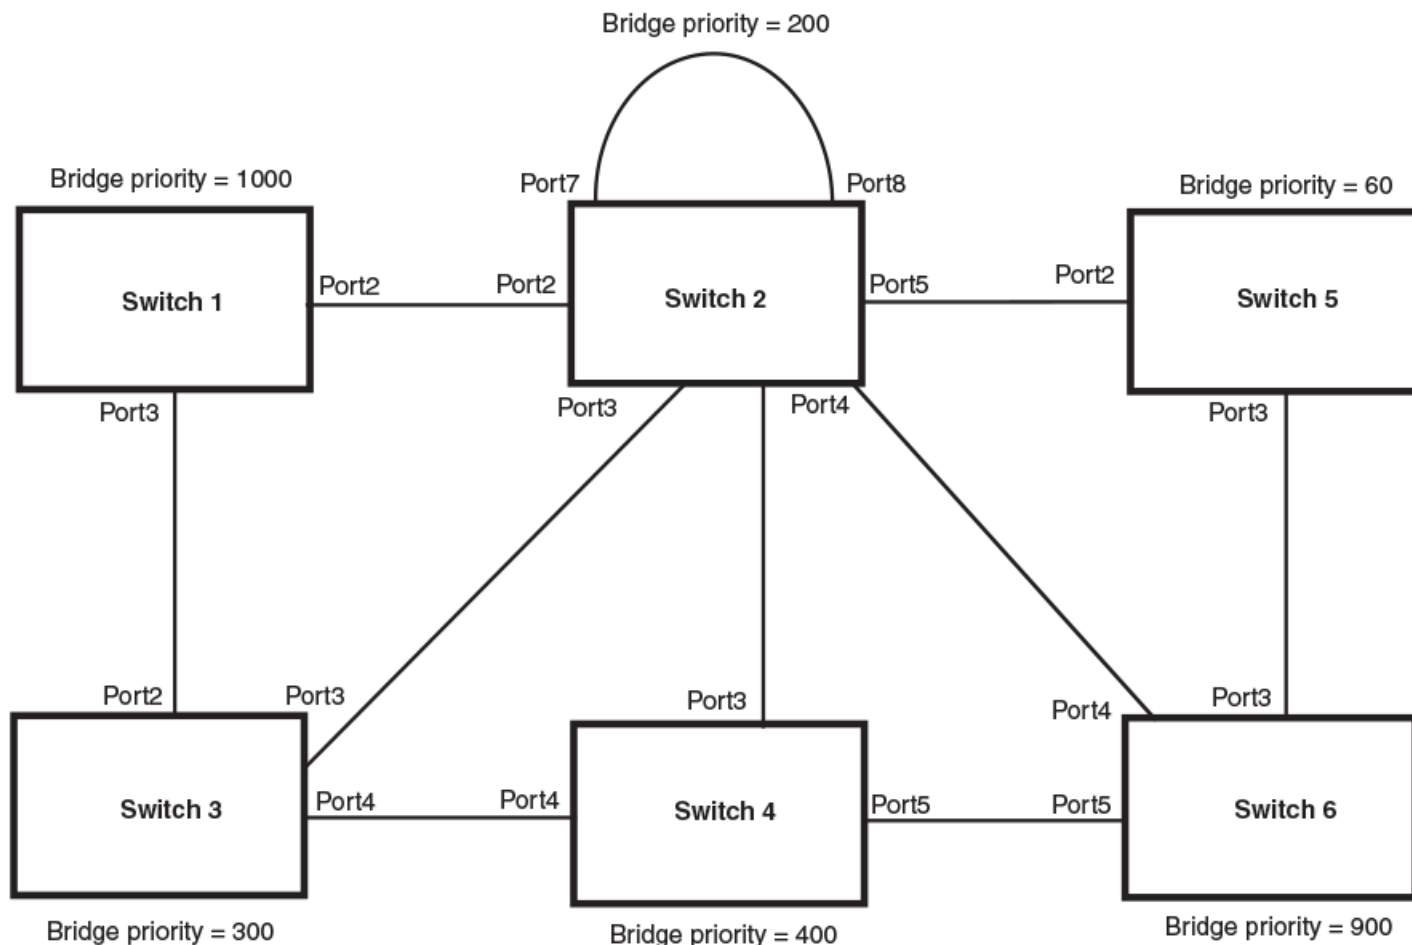 Bridge priority = 200
Bridge priority = 1000
Port7
Port8
Bridge priority = 60
Switch 1
Port2
Port2
Switch 2
Port5
Port2
Switch 5
Port3
Port3
Port4
Port3
Port2
Port3
Port3
Port4
Port3
Switch 3
Port4
Port4
Switch 4
Port5
Port5
Switch 6
Bridge priority = 300
Bridge priority = 400
Bridge priority = 900